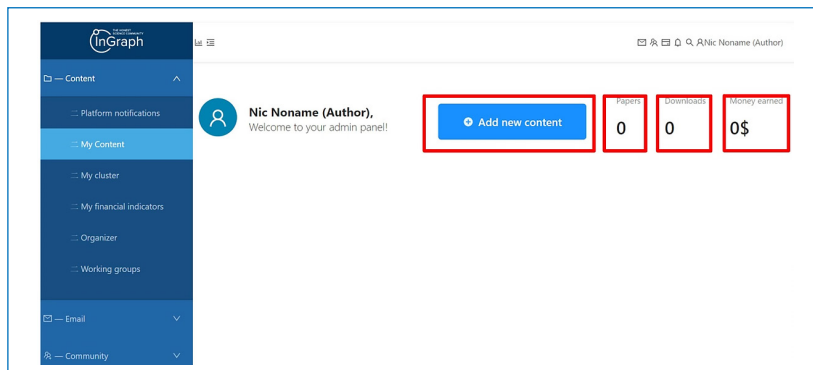 THE HONEST
SCIENCE COMMUNITY
InGraph
Nic Noname (Author)
— Content
Platform notifications
My Content
My cluster
My financial indicators
Organizer
Working groups
— Email
— Community
Nic Noname (Author),
Welcome to your admin panel!
Add new content
Papers
0
Downloads
0
Money earned
0$